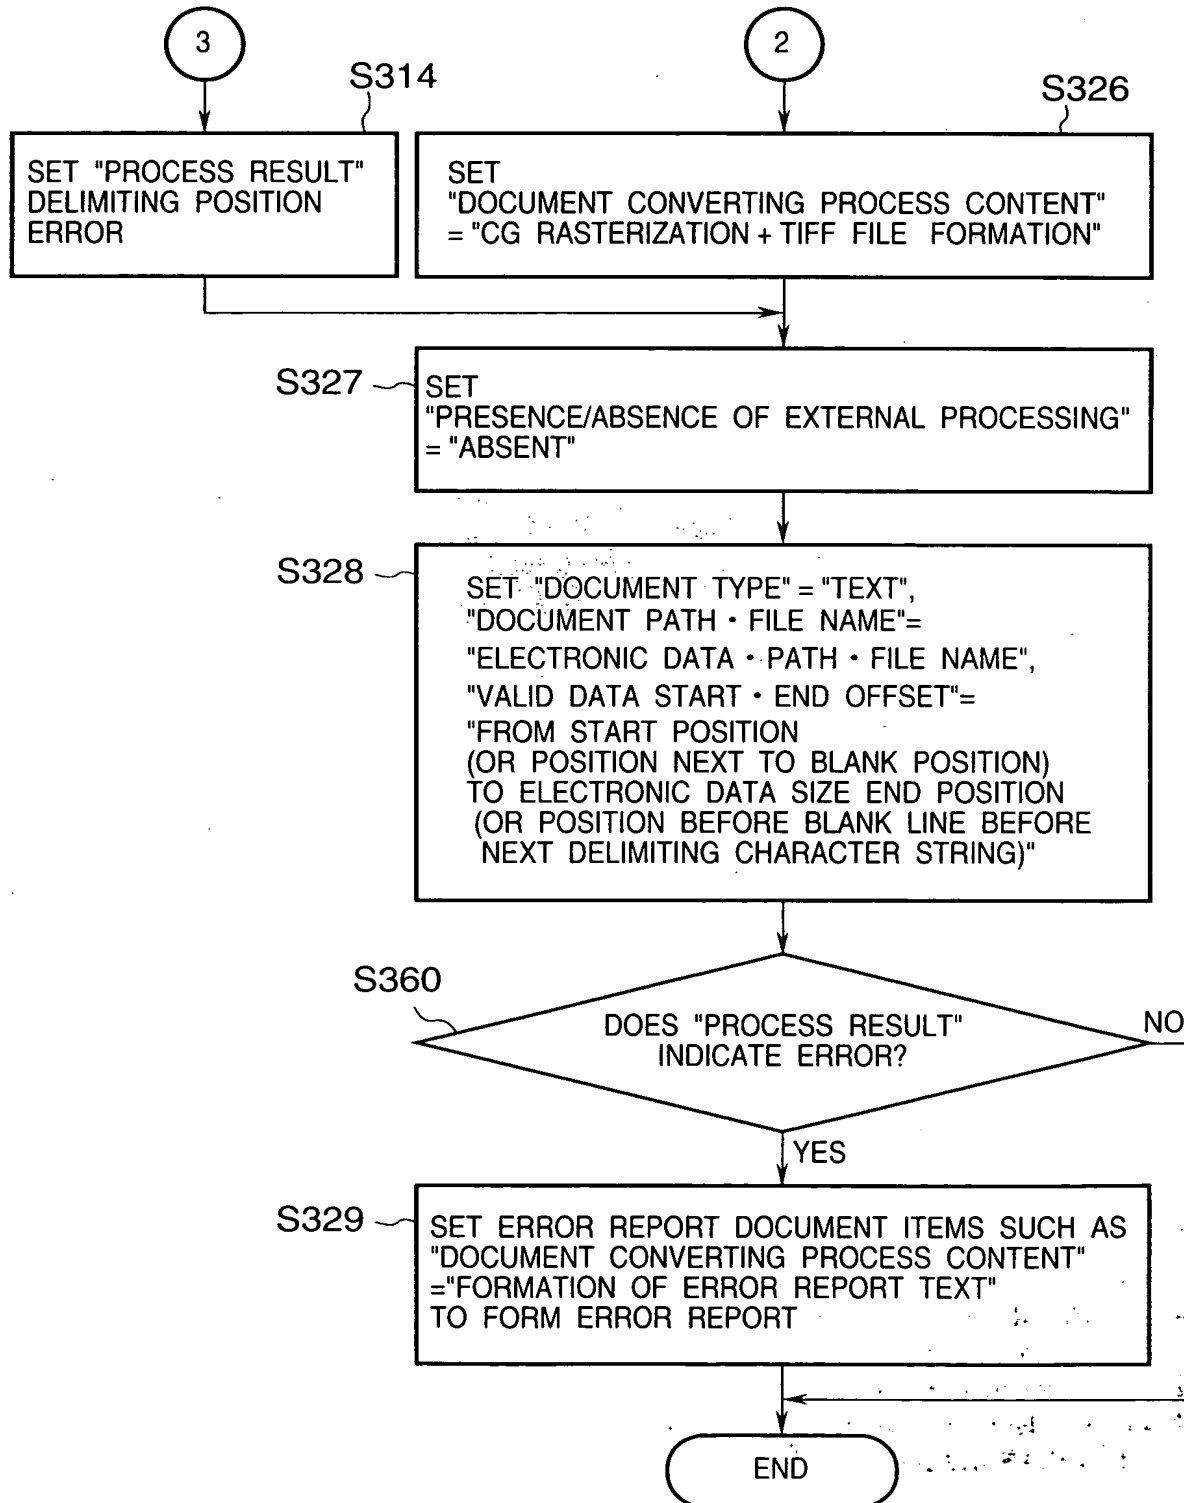 3
2
S314
S326
SET "PROCESS RESULT"
DELIMITING POSITION
ERROR
SET
"DOCUMENT CONVERTING PROCESS CONTENT"
= "CG RASTERIZATION + TIFF FILE FORMATION"
S327
SET
"PRESENCE/ABSENCE OF EXTERNAL PROCESSING"
= "ABSENT"
S328
SET "DOCUMENT TYPE" = "TEXT",
"DOCUMENT PATH・FILE NAME"=
"ELECTRONIC DATA・PATH・FILE NAME",
"VALID DATA START・END OFFSET"=
"FROM START POSITION
(OR POSITION NEXT TO BLANK POSITION)
TO ELECTRONIC DATA SIZE END POSITION
(OR POSITION BEFORE BLANK LINE BEFORE
NEXT DELIMITING CHARACTER STRING)"
S360
DOES "PROCESS RESULT"
INDICATE ERROR?
NO
YES
S329
SET ERROR REPORT DOCUMENT ITEMS SUCH AS
"DOCUMENT CONVERTING PROCESS CONTENT"
="FORMATION OF ERROR REPORT TEXT"
TO FORM ERROR REPORT
END